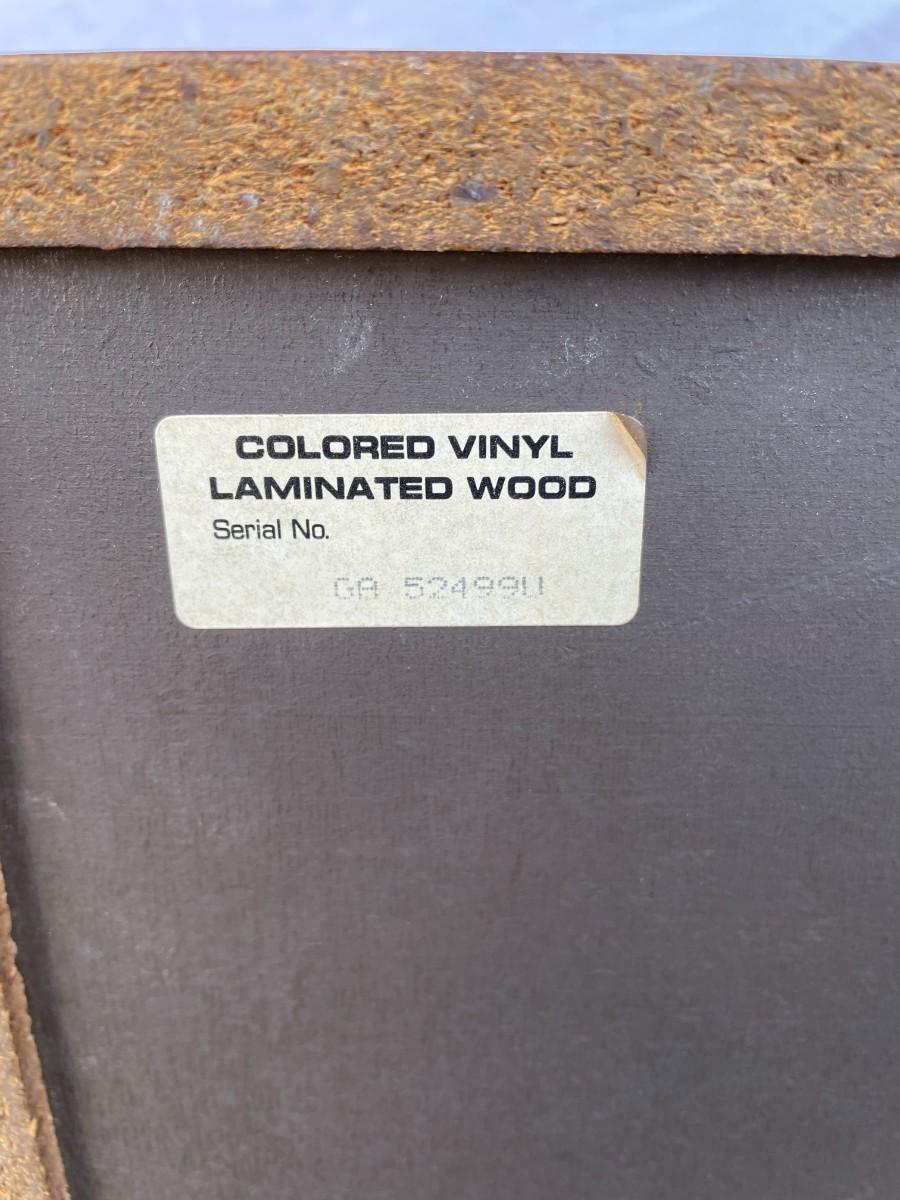 COLORED VINYL
LAMINATED WOOD
Serial No.
GA 52499U